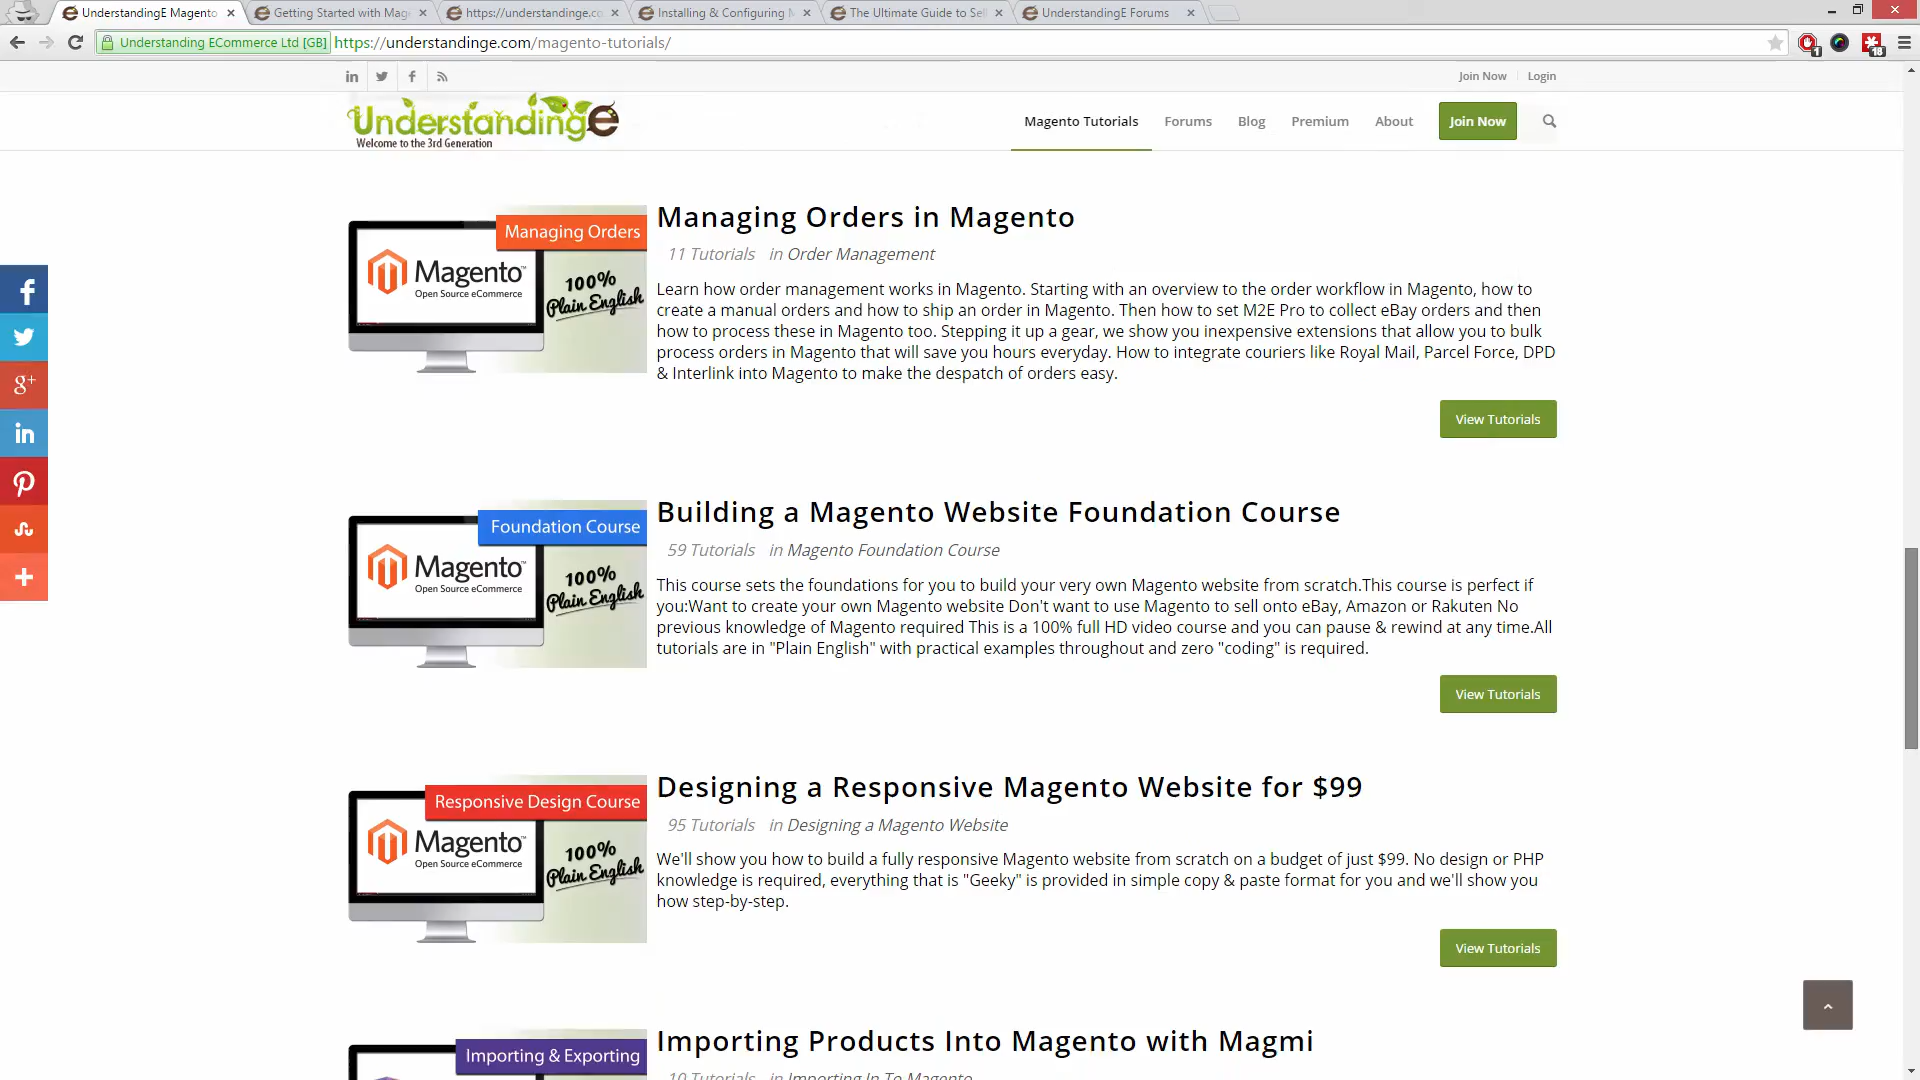 UnderstandingE Magento
Getting Started with Mag
https://understandinge.co
Installing & Configuring M
The Ultimate Guide to Sel
UnderstandingE Forums
Understanding ECommerce Ltd [GB]
https://understandinge.com/magento-tutorials/
Join Now
Login
UnderstandingE
Welcome to the 3rd Generation
Magento Tutorials
Forums
Blog
Premium
About
Join Now
Managing Orders
Magento™
Open Source eCommerce
100%
Plain English
Managing Orders in Magento
11 Tutorials in Order Management
Learn how order management works in Magento. Starting with an overview to the order workflow in Magento, how to
create a manual orders and how to ship an order in Magento. Then how to set M2E Pro to collect eBay orders and then
how to process these in Magento too. Stepping it up a gear, we show you inexpensive extensions that allow you to bulk
process orders in Magento that will save you hours everyday. How to integrate couriers like Royal Mail, Parcel Force, DPD
& Interlink into Magento to make the despatch of orders easy.
View Tutorials
Foundation Course
Magento™
Open Source eCommerce
100%
Plain English
Building a Magento Website Foundation Course
59 Tutorials in Magento Foundation Course
This course sets the foundations for you to build your very own Magento website from scratch.This course is perfect if
you:Want to create your own Magento website Don't want to use Magento to sell onto eBay, Amazon or Rakuten No
previous knowledge of Magento required This is a 100% full HD video course and you can pause & rewind at any time.All
tutorials are in "Plain English" with practical examples throughout and zero "coding" is required.
View Tutorials
Responsive Design Course
Magento™
Open Source eCommerce
100%
Plain English
Designing a Responsive Magento Website for $99
95 Tutorials in Designing a Magento Website
We'll show you how to build a fully responsive Magento website from scratch on a budget of just $99. No design or PHP
knowledge is required, everything that is "Geeky" is provided in simple copy & paste format for you and we'll show you
how step-by-step.
View Tutorials
Importing & Exporting
Importing Products Into Magento with Magmi
10 Tutorials in Importing In To Magento